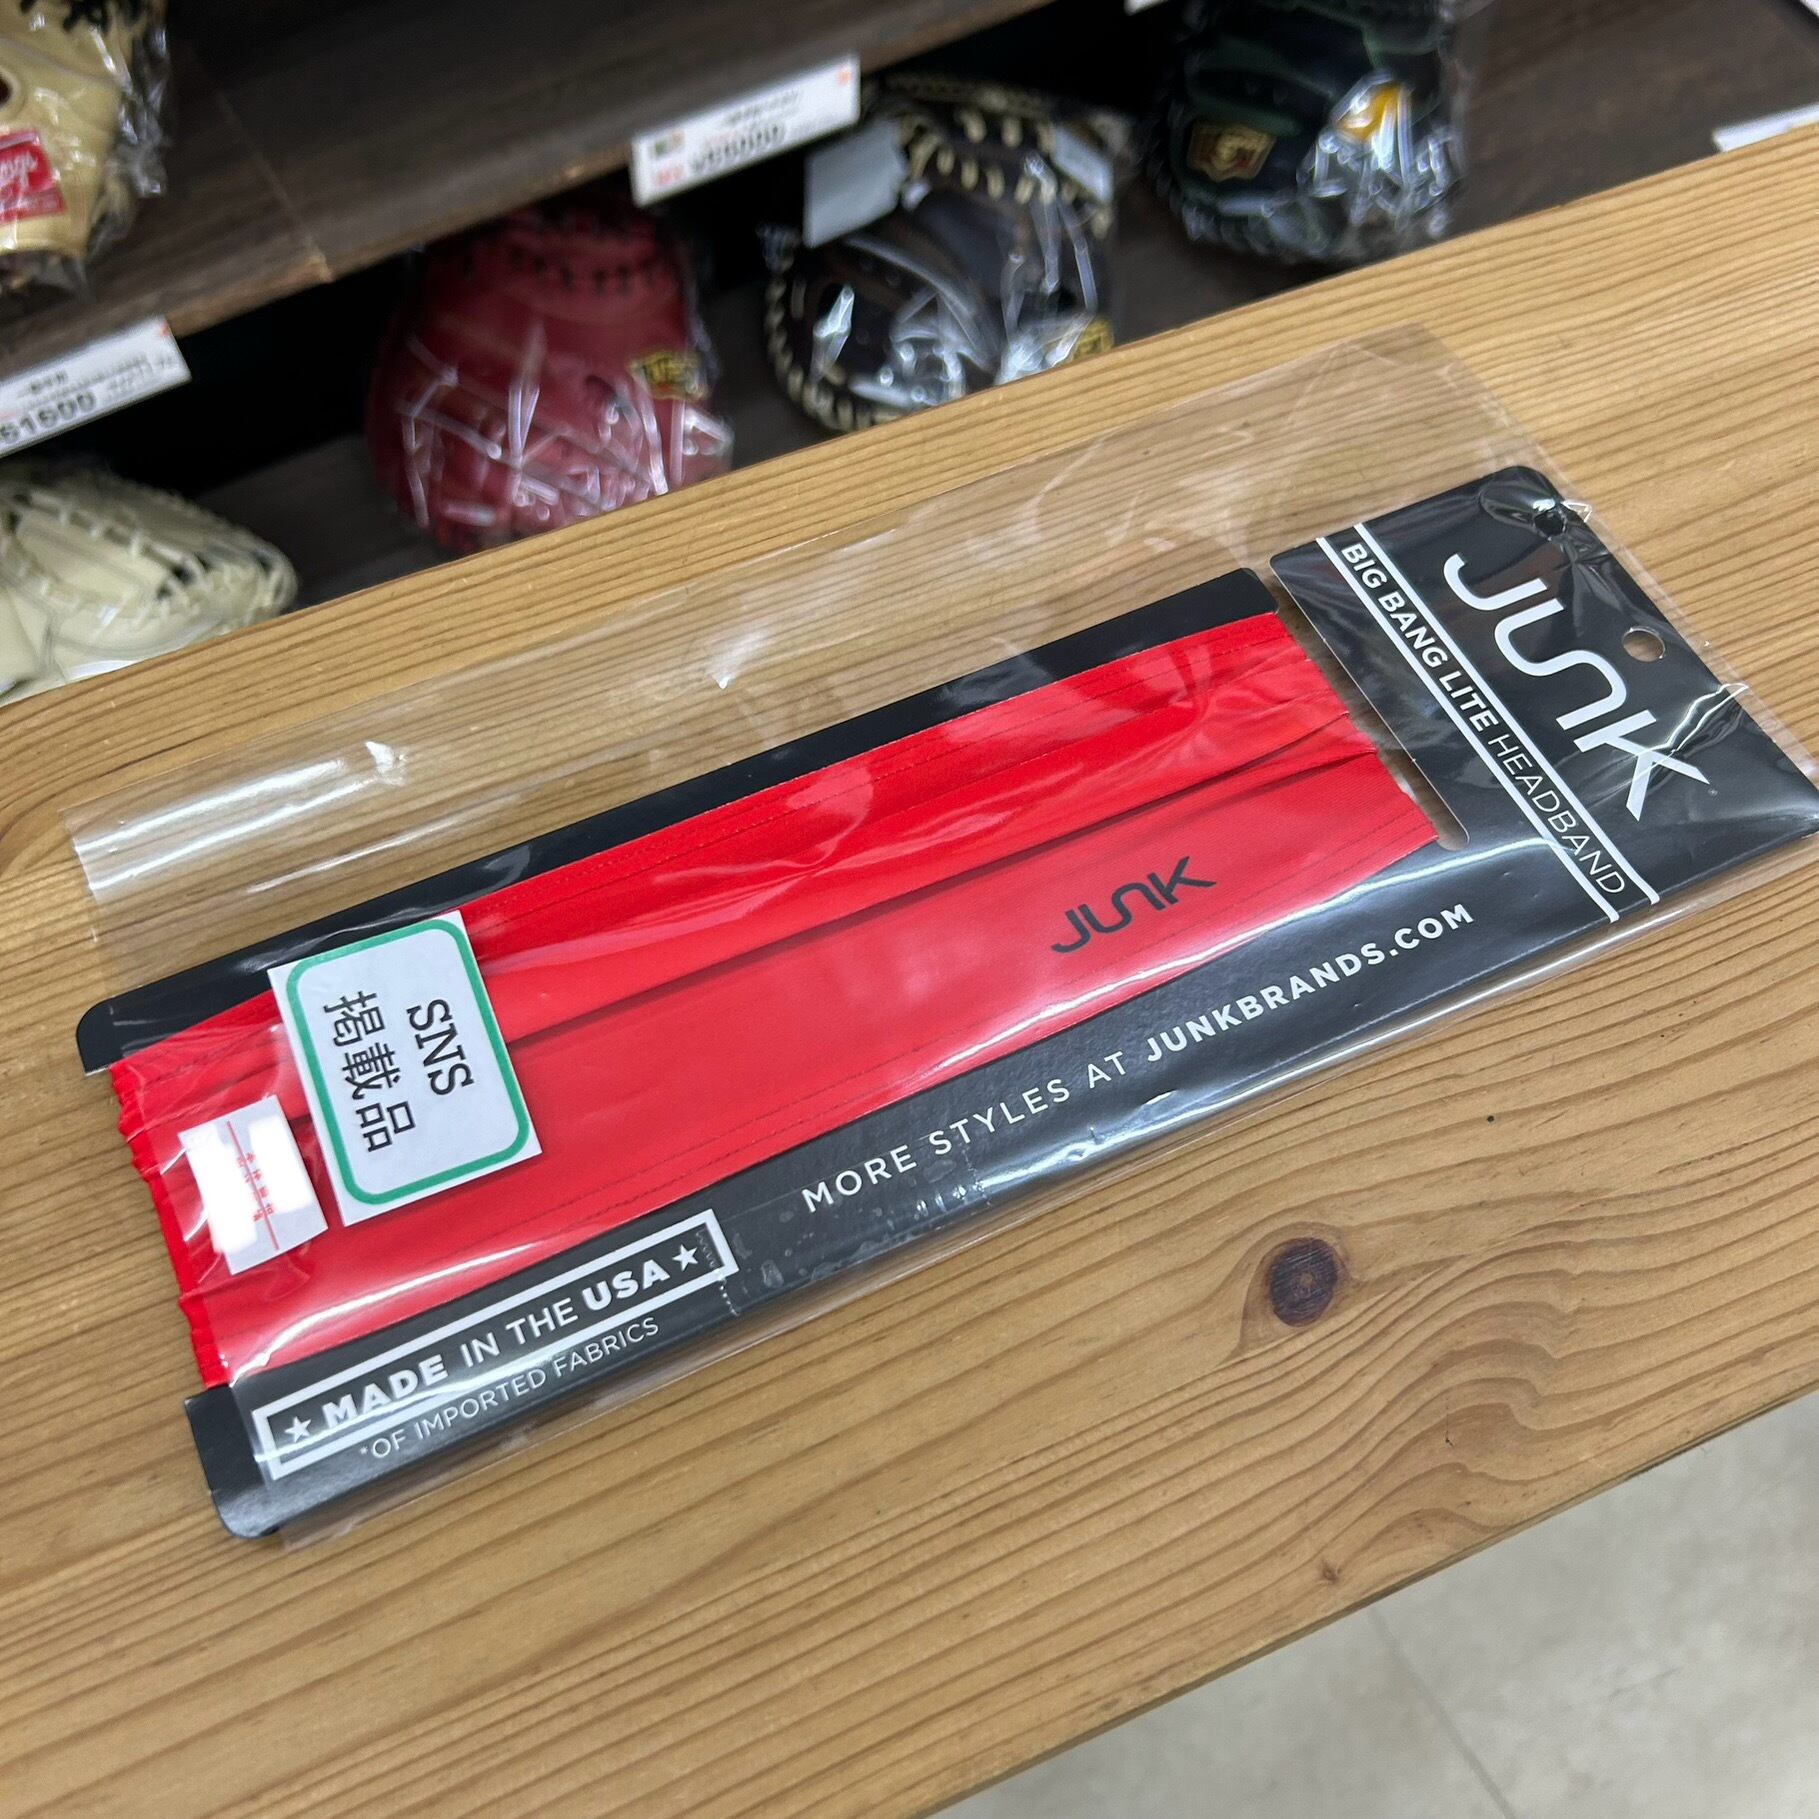 JUNK
BIG BANG LITE HEADBAND
JUNK
MORE STYLES AT JUNKBRANDS.COM
SNS
掲載品
★ MADE IN THE USA ★
*OF IMPORTED FABRICS